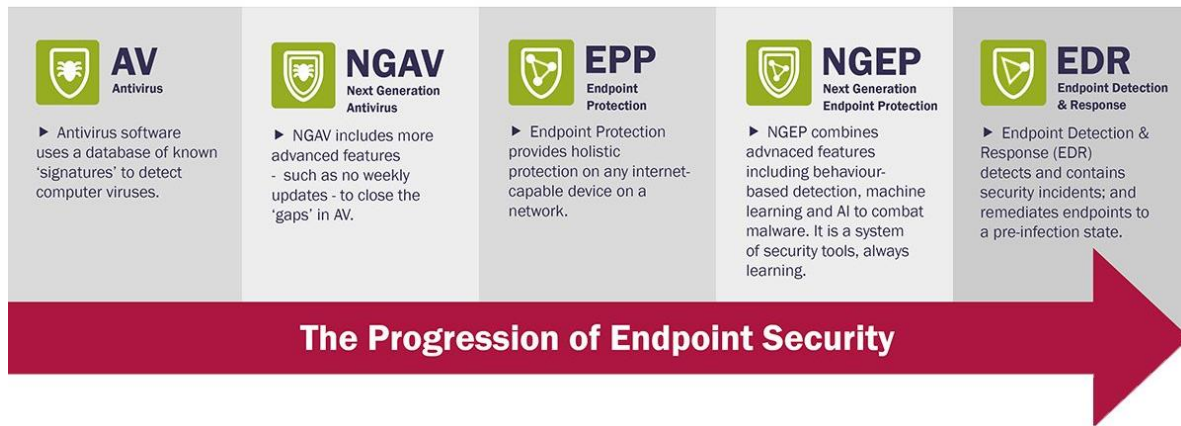 AV
Antivirus
► Antivirus software
uses a database of known
‘signatures’ to detect
computer viruses.
NGAV
Next Generation
Antivirus
► NGAV includes more
advanced features
- such as no weekly
updates - to close the
‘gaps’ in AV.
EPP
Endpoint
Protection
► Endpoint Protection
provides holistic
protection on any internet-
capable device on a
network.
NGEP
Next Generation
Endpoint Protection
► NGEP combines
advnaced features
including behaviour-
based detection, machine
learning and AI to combat
malware. It is a system
of security tools, always
learning.
EDR
Endpoint Detection
& Response
► Endpoint Detection &
Response (EDR)
detects and contains
security incidents; and
remediates endpoints to
a pre-infection state.
The Progression of Endpoint Security